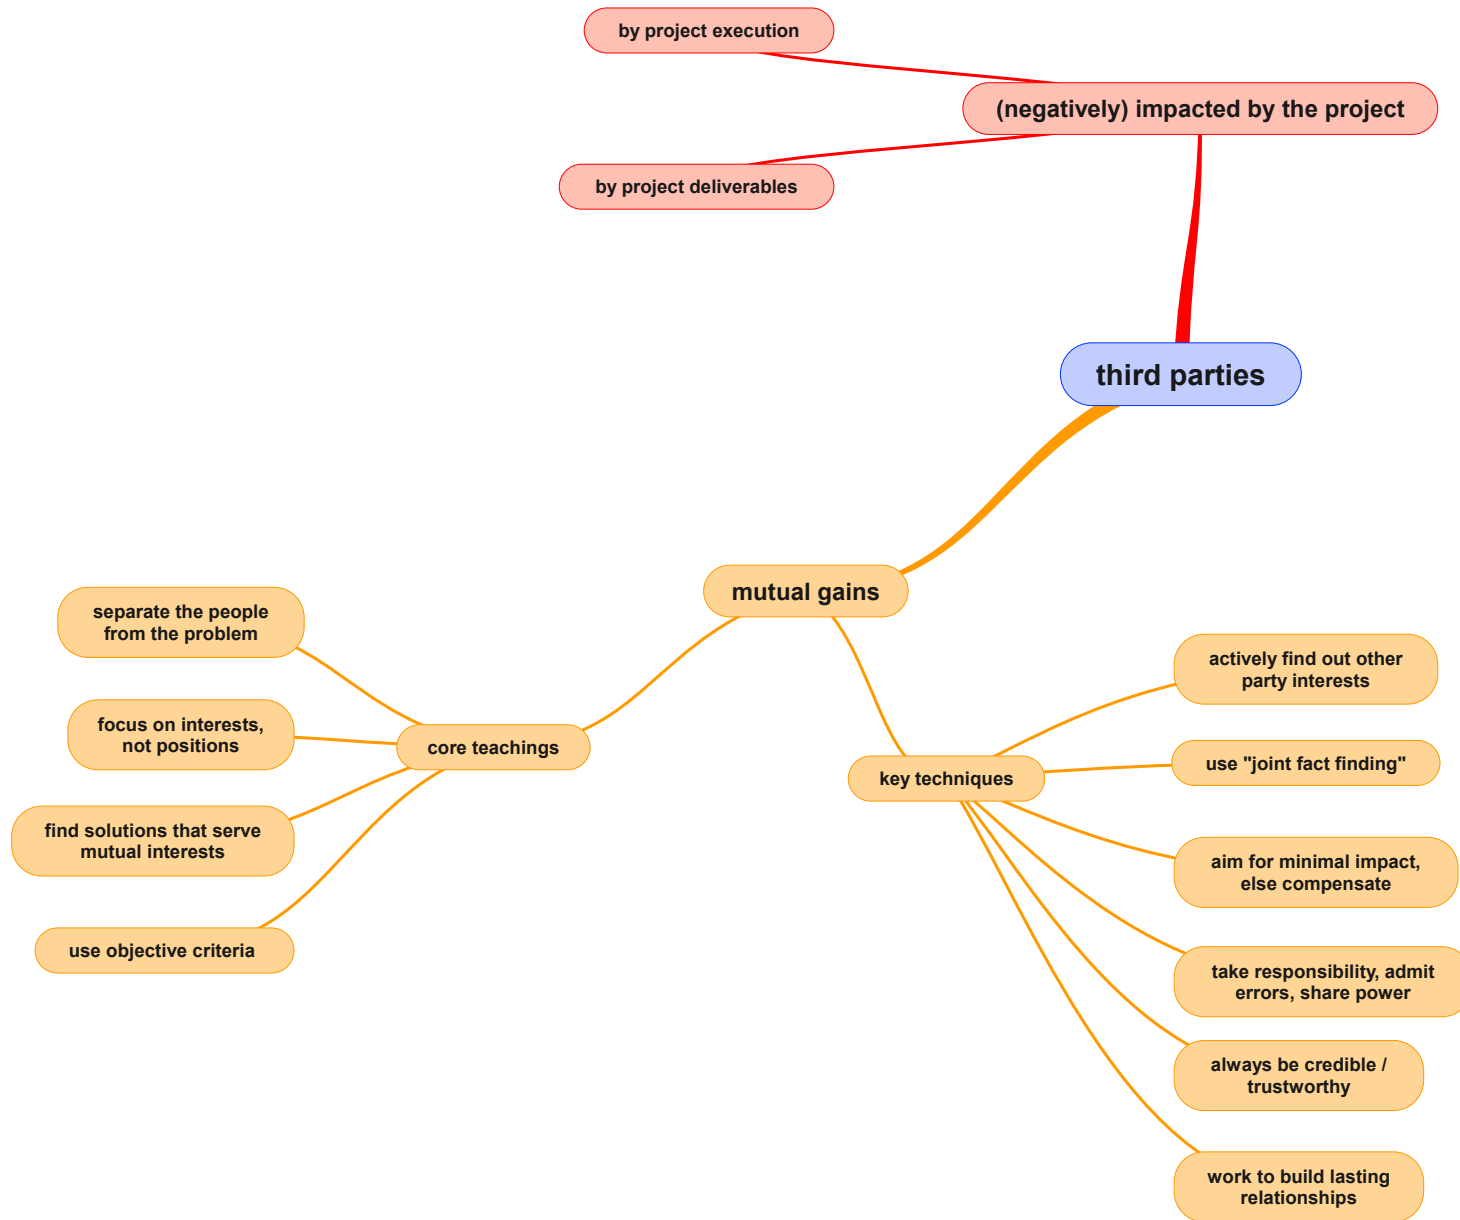 by project execution
(negatively) impacted by the project
by project deliverables
third parties
mutual gains
separate the people
from the problem
focus on interests,
not positions
core teachings
find solutions that serve
mutual interests
use objective criteria
key techniques
actively find out other
party interests
use "joint fact finding"
aim for minimal impact,
else compensate
take responsibility, admit
errors, share power
always be credible /
trustworthy
work to build lasting
relationships